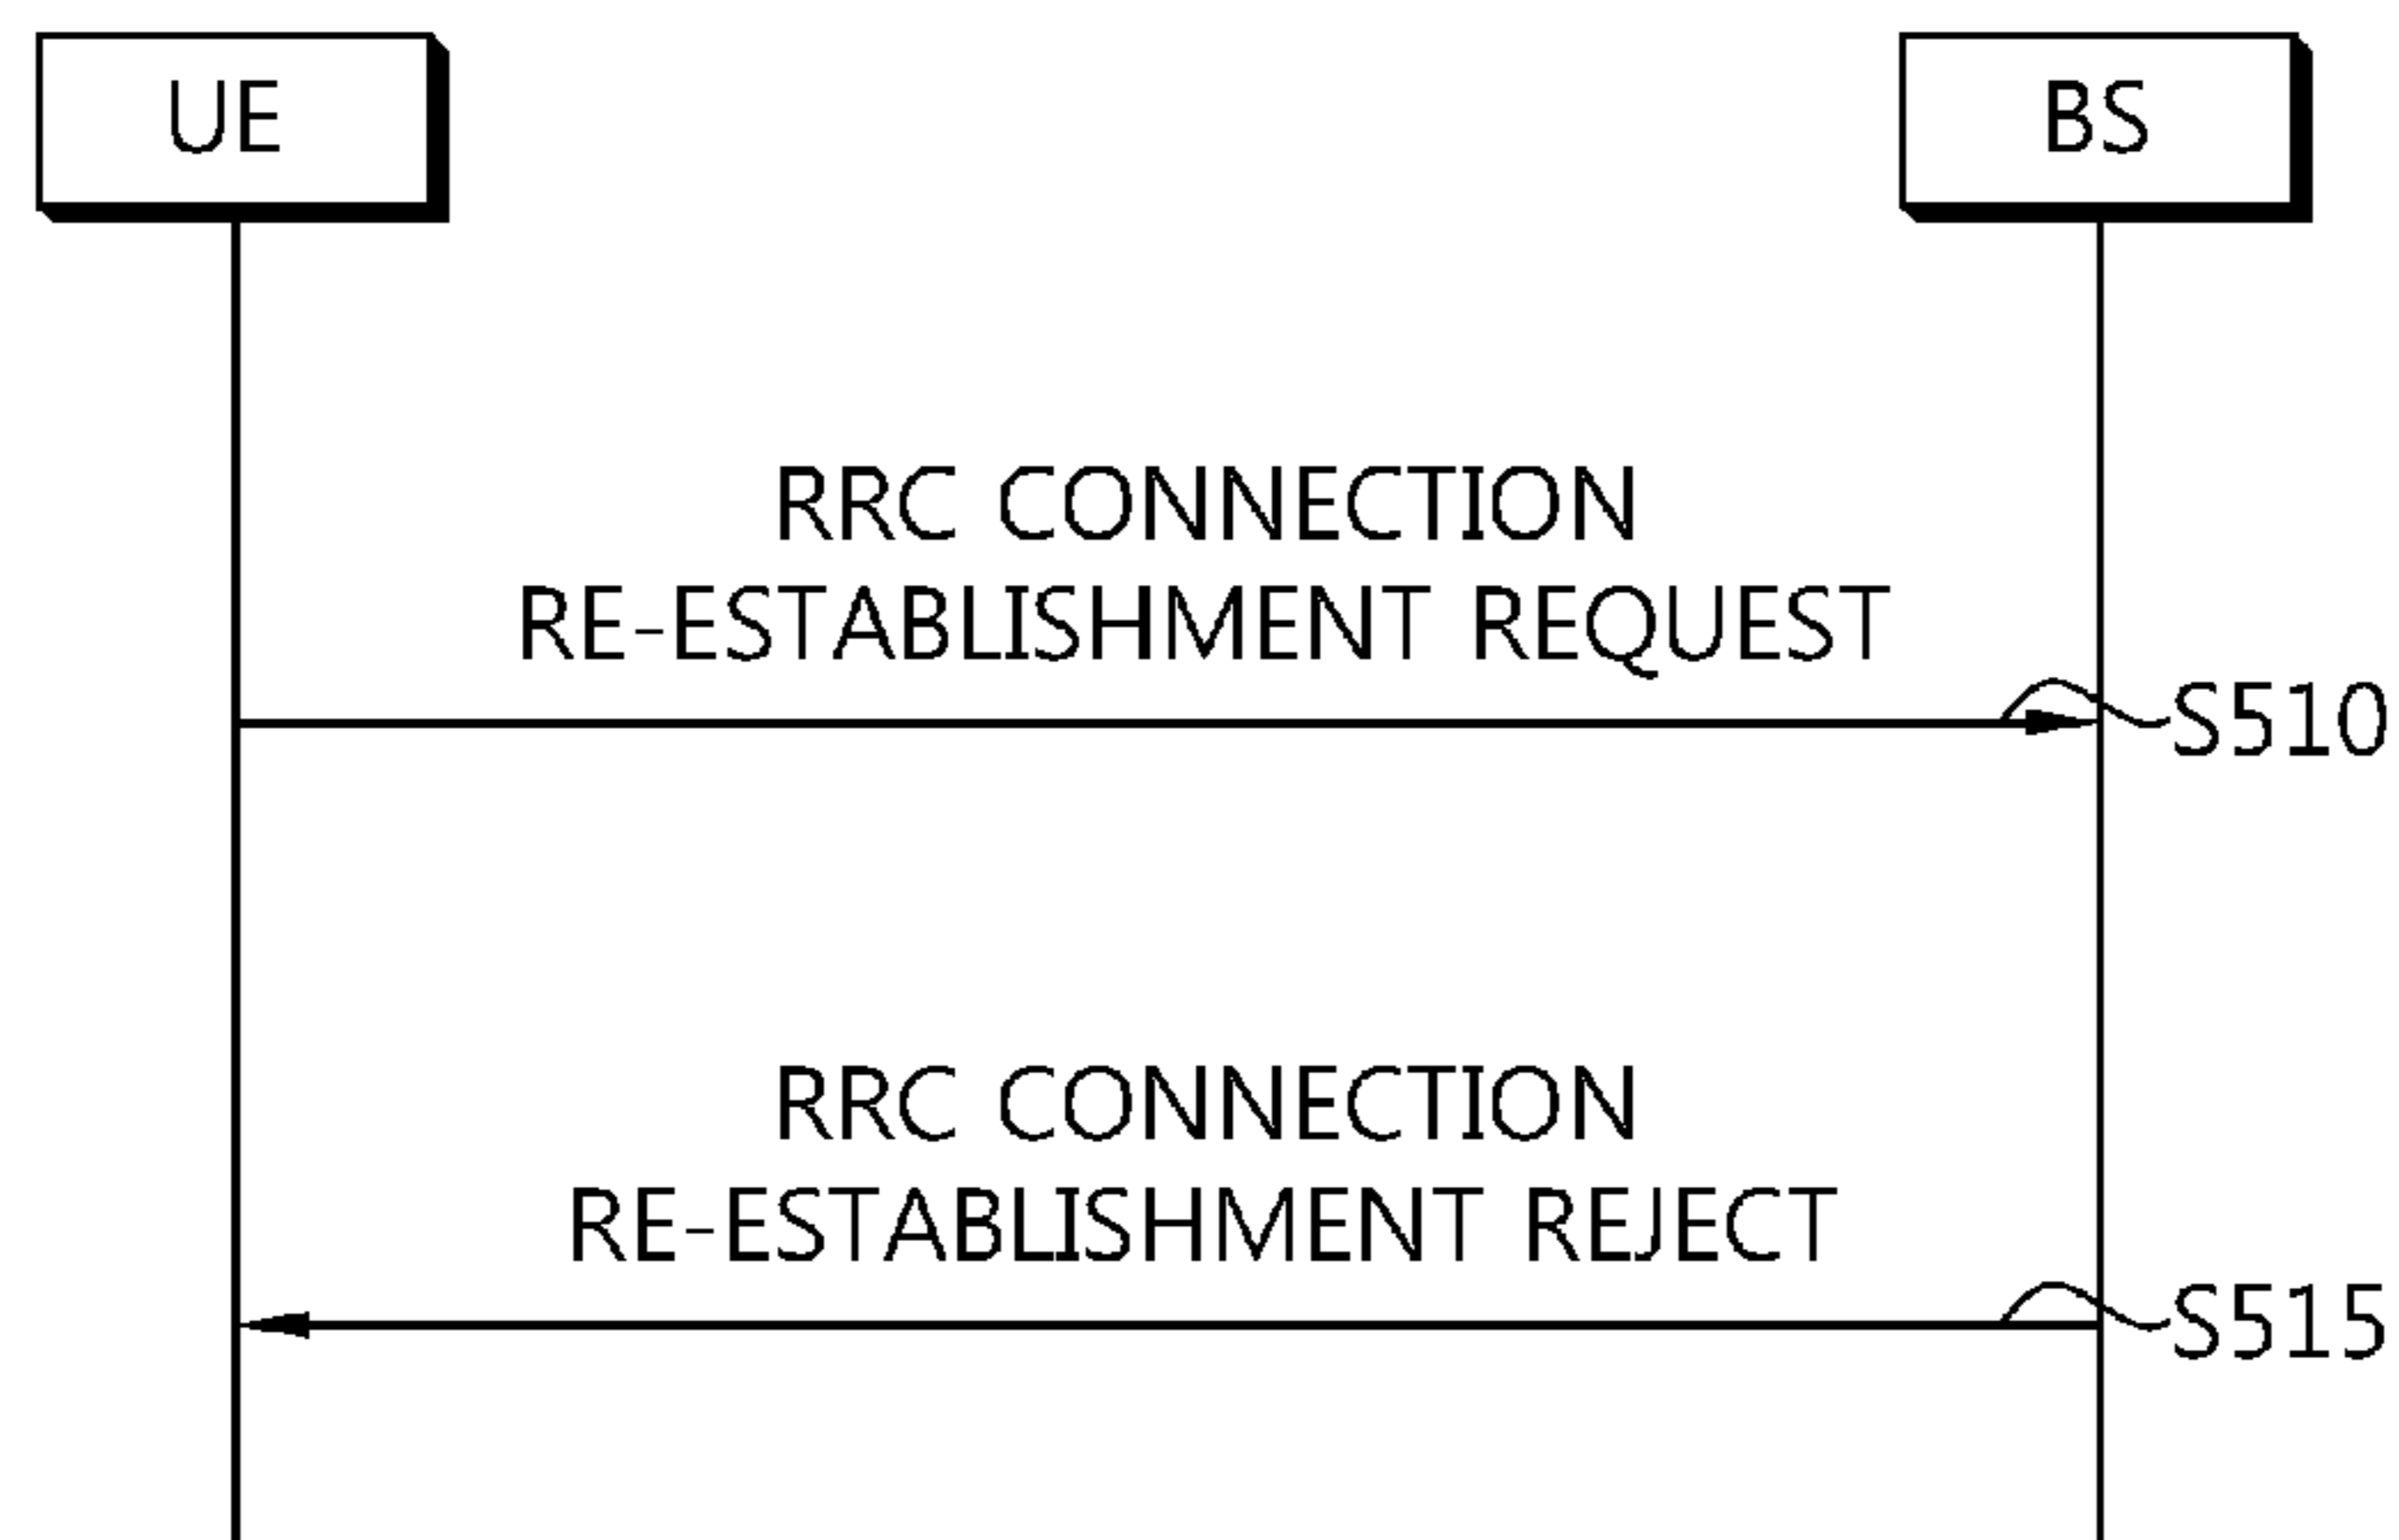 UE
BS
RRC CONNECTION
RE-ESTABLISHMENT REQUEST
S510
RRC CONNECTION
RE-ESTABLISHMENT REJECT
S515